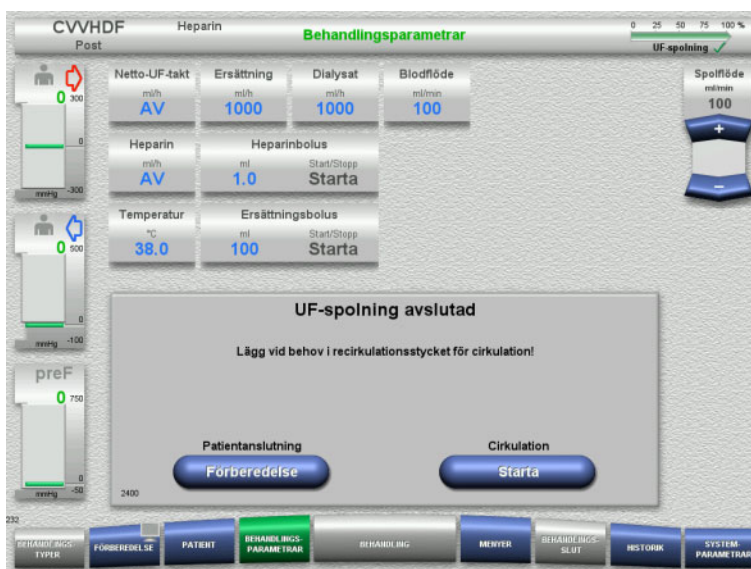 CVVHDF
Post
Heparin
Behandlingsparametrar
0 25 50 75 100 %
UF-spolning
0
300
0
-300
mmHg
Netto-UF-takt
ml/h
AV
Ersättning
ml/h
1000
Dialysat
ml/h
1000
Blodflöde
ml/min
100
Spolflöde
ml/min
100
+
–
Heparin
ml/h
AV
Heparinbolus
ml Start/Stopp
1.0 Starta
Temperatur
°C
38.0
Ersättningsbolus
ml Start/Stopp
100 Starta
0
500
0
-100
mmHg
preF
0
750
0
-50
mmHg
UF-spolning avslutad
Lägg vid behov i recirkulationsstycket för cirkulation!
Patientanslutning
Förberedelse
Cirkulation
Starta
2400
232
BEHANDLINGS-
TYPER
FÖRBEREDELSE
PATIENT
BEHANDLINGS-
PARAMETRAR
BEHANDLING
MENYER
BEHANDLINGS-
SLUT
HISTORIK
SYSTEM-
PARAMETRAR